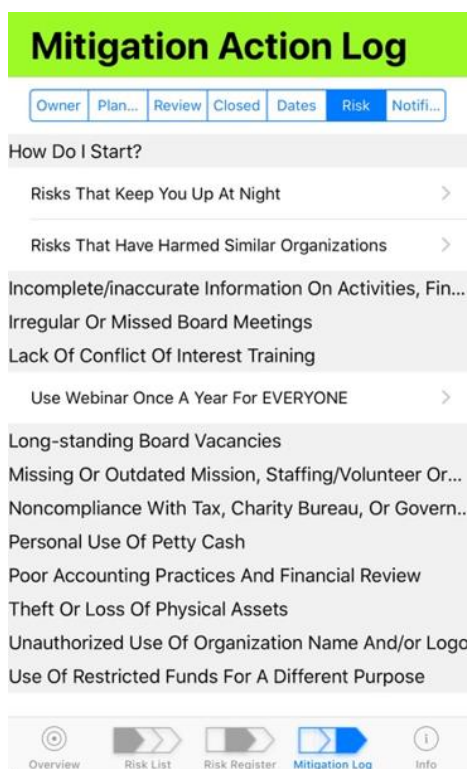 Mitigation Action Log
Owner Plan... Review Closed Dates Risk Notifi...
How Do I Start?
Risks That Keep You Up At Night
Risks That Have Harmed Similar Organizations
Incomplete/inaccurate Information On Activities, Fin...
Irregular Or Missed Board Meetings
Lack Of Conflict Of Interest Training
Use Webinar Once A Year For EVERYONE
Long-standing Board Vacancies
Missing Or Outdated Mission, Staffing/Volunteer Or...
Noncompliance With Tax, Charity Bureau, Or Govern...
Personal Use Of Petty Cash
Poor Accounting Practices And Financial Review
Theft Or Loss Of Physical Assets
Unauthorized Use Of Organization Name And/or Logo
Use Of Restricted Funds For A Different Purpose
Overview Risk List Risk Register Mitigation Log Info